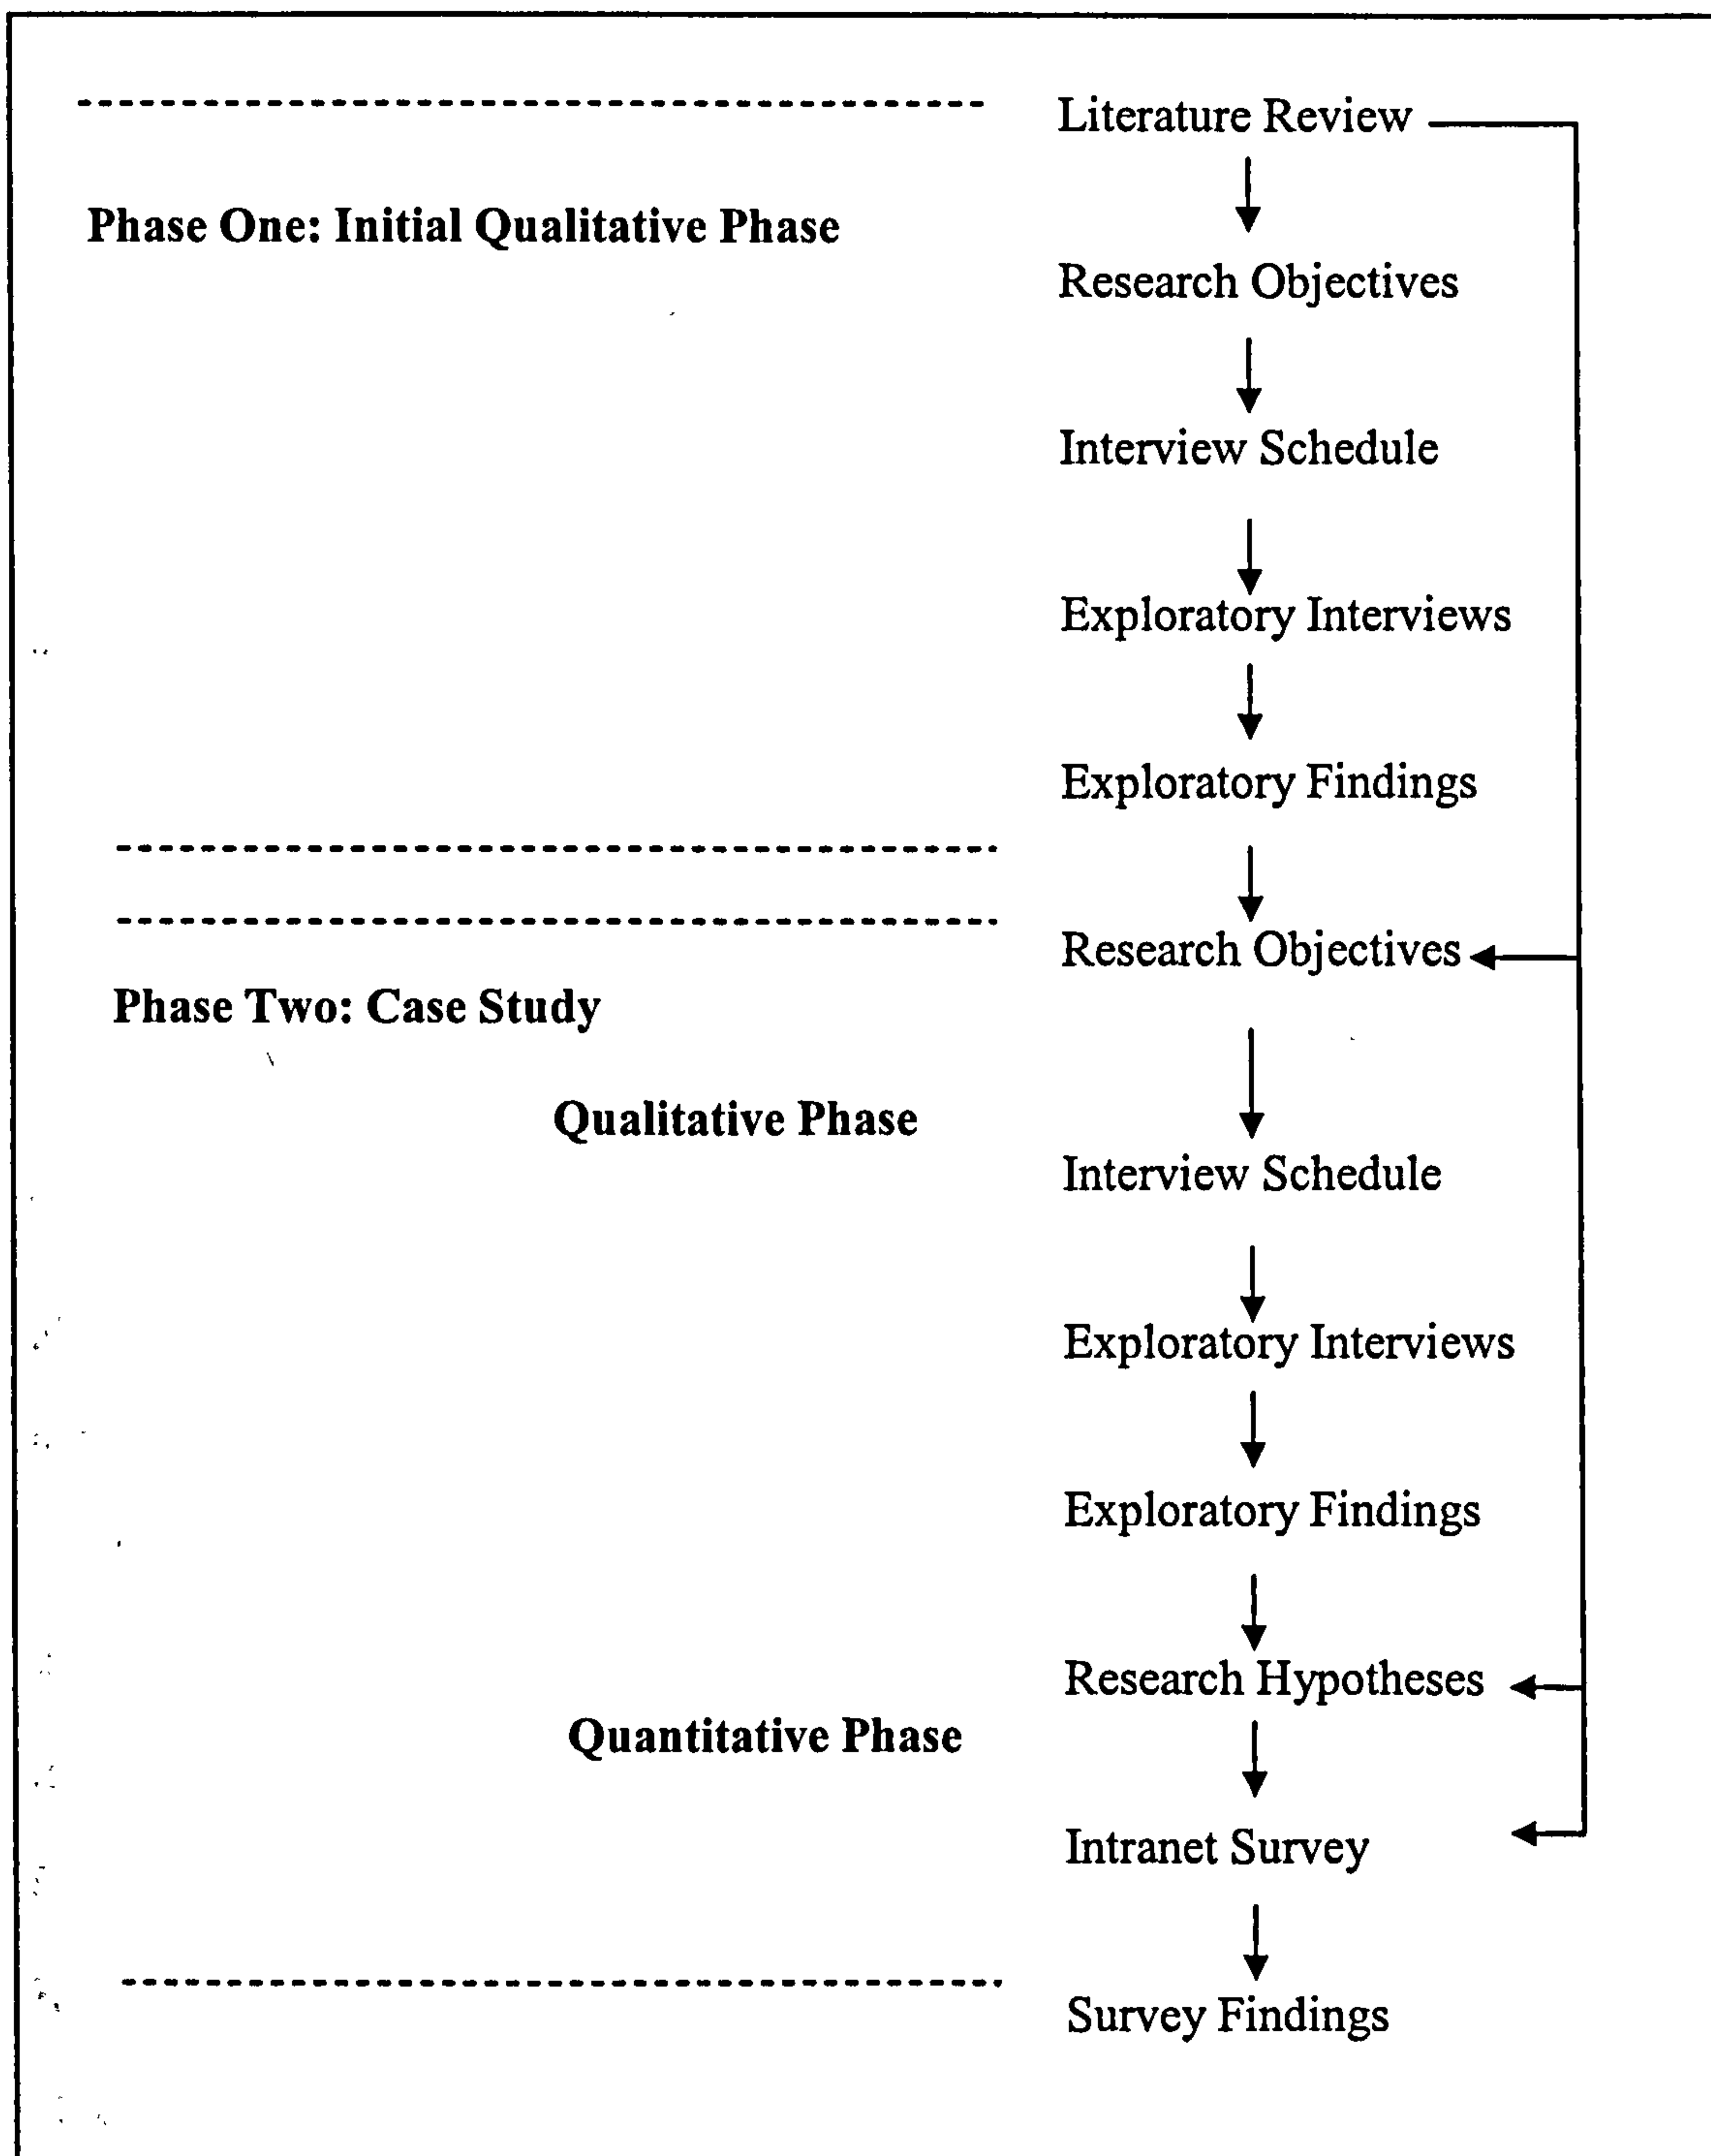 Literature Review
Phase One: Initial Qualitative Phase
Research Objectives
Interview Schedule
Exploratory Interviews
Exploratory Findings
Research Objectives
Phase Two: Case Study
Qualitative Phase
Interview Schedule
Exploratory Interviews
Exploratory Findings
Research Hypotheses
Quantitative Phase
Intranet Survey
Survey Findings